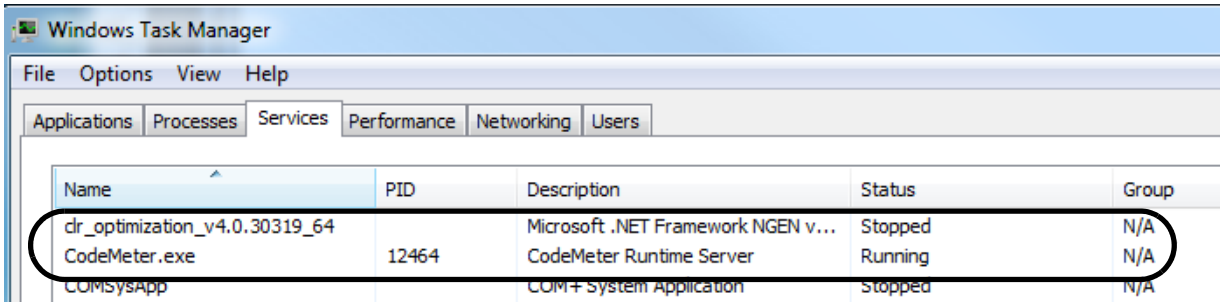 Windows Task Manager
File Options View Help
Applications Processes Services Performance Networking Users
Name PID Description Status Group
clr_optimization_v4.0.30319_64 Microsoft .NET Framework NGEN v... Stopped N/A
CodeMeter.exe 12464 CodeMeter Runtime Server Running N/A
COMSysApp COM+ System Application Stopped N/A